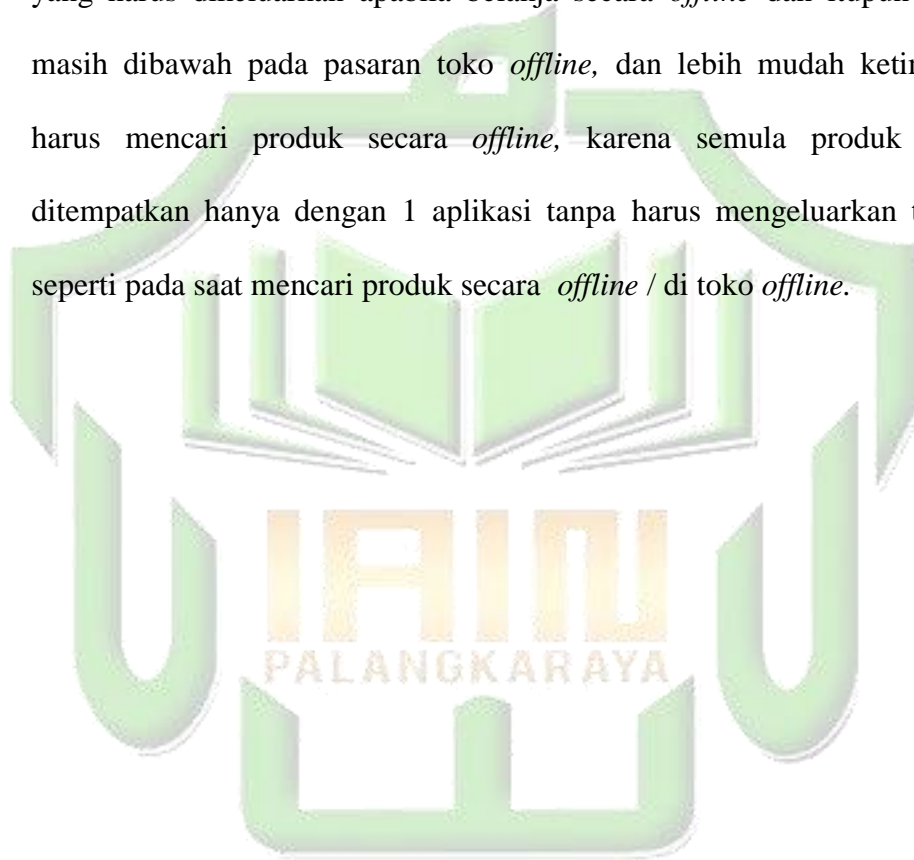 masih dibawah pada pasaran toko offline, dan lebih mudah
harus mencari produk secara offline, karena semula produk
ditempatkan hanya dengan 1 aplikasi tanpa harus mengeluarkan
seperti pada saat mencari produk secara offline / di toko offline.
IAIN
PALANGKARAYA